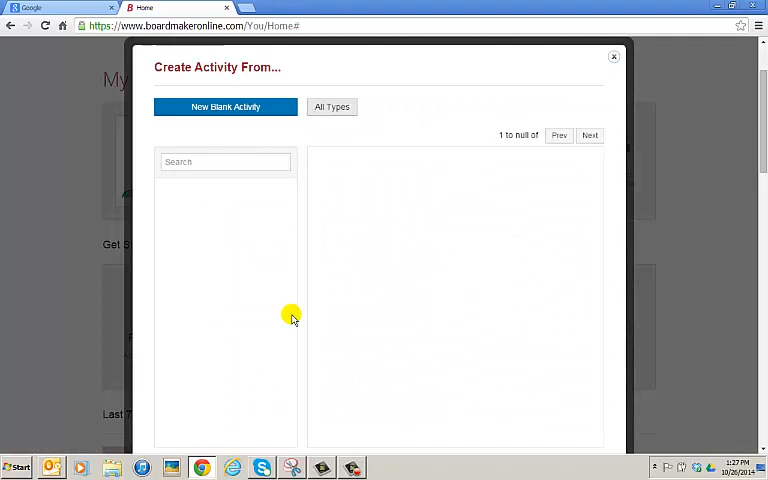 Google
Home
https://www.boardmakeronline.com/You/Home#
My
Create Activity From...
New Blank Activity
All Types
1 to null of
Prev
Next
Search
Get S
Last 7
Start
1:27 PM
10/26/2014